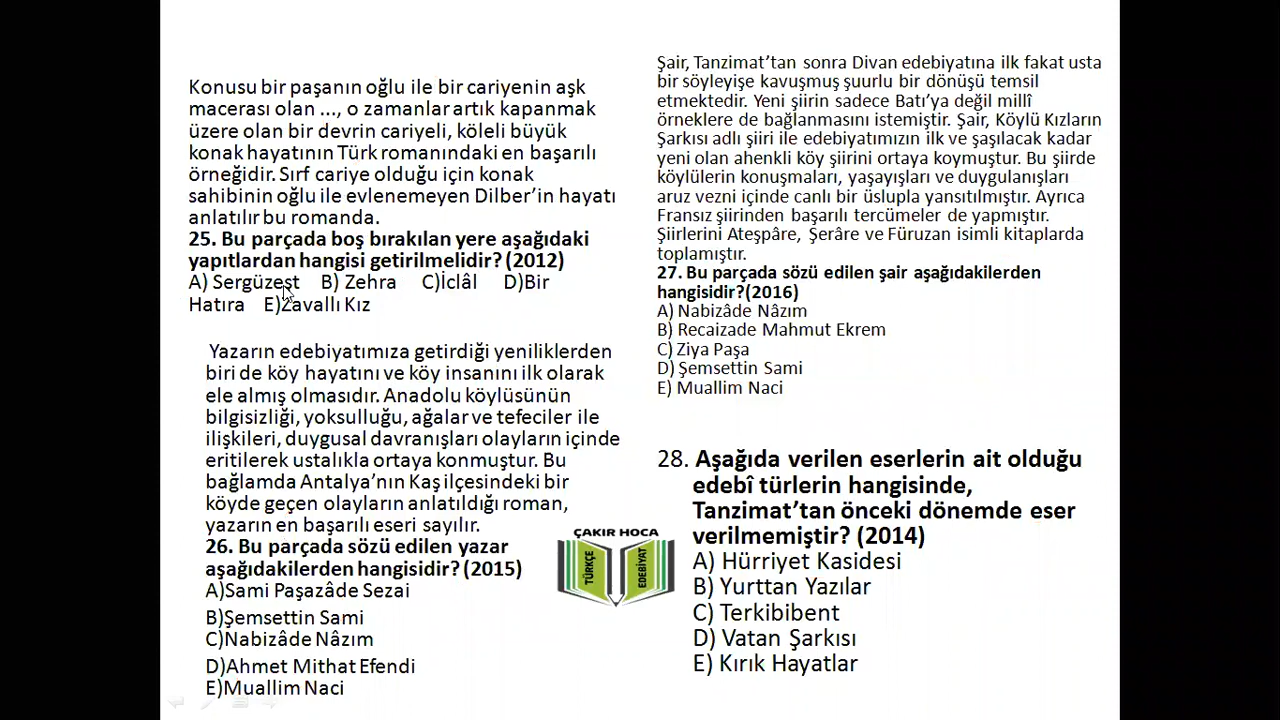 Konusu bir paşanın oğlu ile bir cariyenin aşk
macerası olan ..., o zamanlar artık kapanmak
üzere olan bir devrin cariyeli, köleli büyük
konak hayatının Türk romanındaki en başarılı
örneğidir. Sırf cariye olduğu için konak
sahibinin oğlu ile evlenemeyen Dilber’in hayatı
anlatılır bu romanda.
25. Bu parçada boş bırakılan yere aşağıdaki
yapıtlardan hangisi getirilmelidir? (2012)
A) Sergüzeşt B) Zehra C)İclâl D)Bir
Hatıra E)Zavallı Kız
Yazarın edebiyatımıza getirdiği yeniliklerden
biri de köy hayatını ve köy insanını ilk olarak
ele almış olmasıdır. Anadolu köylüsünün
bilgisizliği, yoksulluğu, ağalar ve tefeciler ile
ilişkileri, duygusal davranışları olayların içinde
eritilerek ustalıkla ortaya konmuştur. Bu
bağlamda Antalya’nın Kaş ilçesindeki bir
köyde geçen olayların anlatıldığı roman,
yazarın en başarılı eseri sayılır.
26. Bu parçada sözü edilen yazar
aşağıdakilerden hangisidir? (2015)
A)Sami Paşazâde Sezai
B)Şemsettin Sami
C)Nabizâde Nâzım
D)Ahmet Mithat Efendi
E)Muallim Naci
ÇAKIR HOCA
TÜRKÇE
EDEBİYAT
Şair, Tanzimat’tan sonra Divan edebiyatına ilk fakat usta
bir söyleyişe kavuşmuş şuurlu bir dönüşü temsil
etmektedir. Yeni şiirin sadece Batı’ya değil millî
örneklere de bağlanmasını istemiştir. Şair, Köylü Kızların
Şarkısı adlı şiiri ile edebiyatımızın ilk ve şaşılacak kadar
yeni olan ahenkli köy şiirini ortaya koymuştur. Bu şiirde
köylülerin konuşmaları, yaşayışları ve duygulanışları
aruz vezni içinde canlı bir üslupla yansıtılmıştır. Ayrıca
Fransız şiirinden başarılı tercümeler de yapmıştır.
Şiirlerini Ateşpâre, Şerâre ve Füruzan isimli kitaplarda
toplamıştır.
27. Bu parçada sözü edilen şair aşağıdakilerden
hangisidir?(2016)
A) Nabizâde Nâzım
B) Recaizade Mahmut Ekrem
C) Ziya Paşa
D) Şemsettin Sami
E) Muallim Naci
28. Aşağıda verilen eserlerin ait olduğu
edebî türlerin hangisinde,
Tanzimat’tan önceki dönemde eser
verilmemiştir? (2014)
A) Hürriyet Kasidesi
B) Yurttan Yazılar
C) Terkibibent
D) Vatan Şarkısı
E) Kırık Hayatlar